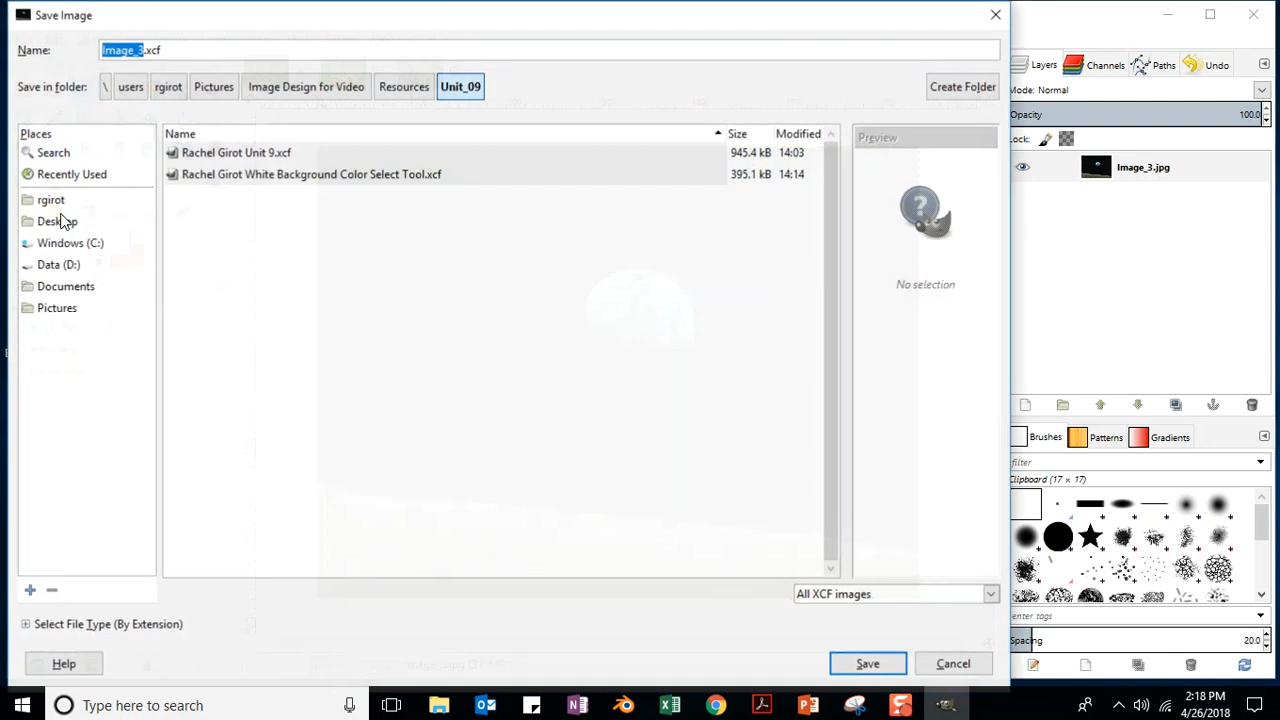 Save Image
Name: Image_3.xcf
Save in folder: \ users rgirot Pictures Image Design for Video Resources Unit_09 Create Folder
Places
Search
Recently Used
rgirot
Desktop
Windows (C:)
Data (D:)
Documents
Pictures
Name Size Modified
Rachel Girot Unit 9.xcf 945.4 kB 14:03
Rachel Girot White Background Color Select Tool.xcf 395.1 kB 14:14
Preview
No selection
All XCF images
Select File Type (By Extension)
Help Save Cancel
Layers Channels Paths Undo
Mode: Normal
Opacity 100.0
Lock:
Image_3.jpg
Brushes Patterns Gradients
filter
Clipboard (17 × 17)
enter tags
Spacing 20.0
Type here to search
2:18 PM
4/26/2018